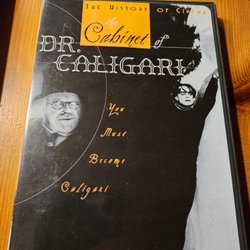 THE HISTORY OF CINEMA
The
Cabinet of
DR.
CALIGARI
You
Must
Become
Caligari